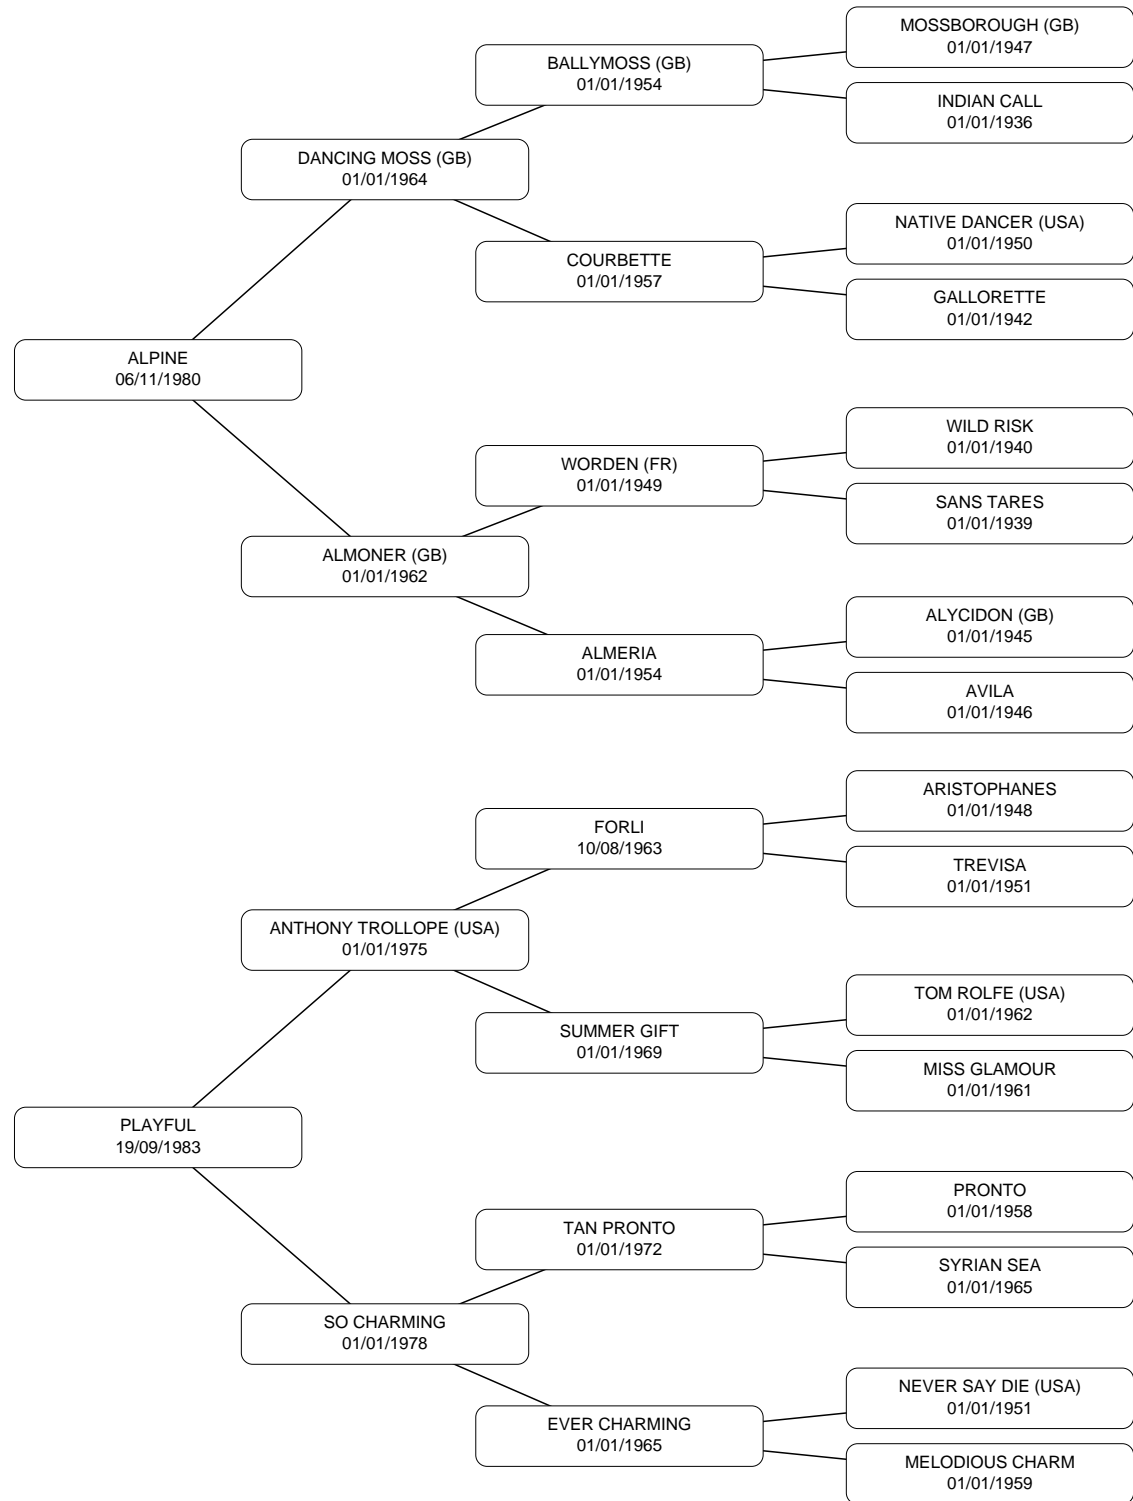 MOSSBOROUGH (GB)
01/01/1947
BALLYMOSS (GB)
01/01/1954
INDIAN CALL
01/01/1936
DANCING MOSS (GB)
01/01/1964
NATIVE DANCER (USA)
01/01/1950
COURBETTE
01/01/1957
GALLORETTE
01/01/1942
ALPINE
06/11/1980
WILD RISK
01/01/1940
WORDEN (FR)
01/01/1949
SANS TARES
01/01/1939
ALMONER (GB)
01/01/1962
ALYCIDON (GB)
01/01/1945
ALMERIA
01/01/1954
AVILA
01/01/1946
ARISTOPHANES
01/01/1948
FORLI
10/08/1963
TREVISA
01/01/1951
ANTHONY TROLLOPE (USA)
01/01/1975
TOM ROLFE (USA)
01/01/1962
SUMMER GIFT
01/01/1969
MISS GLAMOUR
01/01/1961
PLAYFUL
19/09/1983
PRONTO
01/01/1958
TAN PRONTO
01/01/1972
SYRIAN SEA
01/01/1965
SO CHARMING
01/01/1978
NEVER SAY DIE (USA)
01/01/1951
EVER CHARMING
01/01/1965
MELODIOUS CHARM
01/01/1959